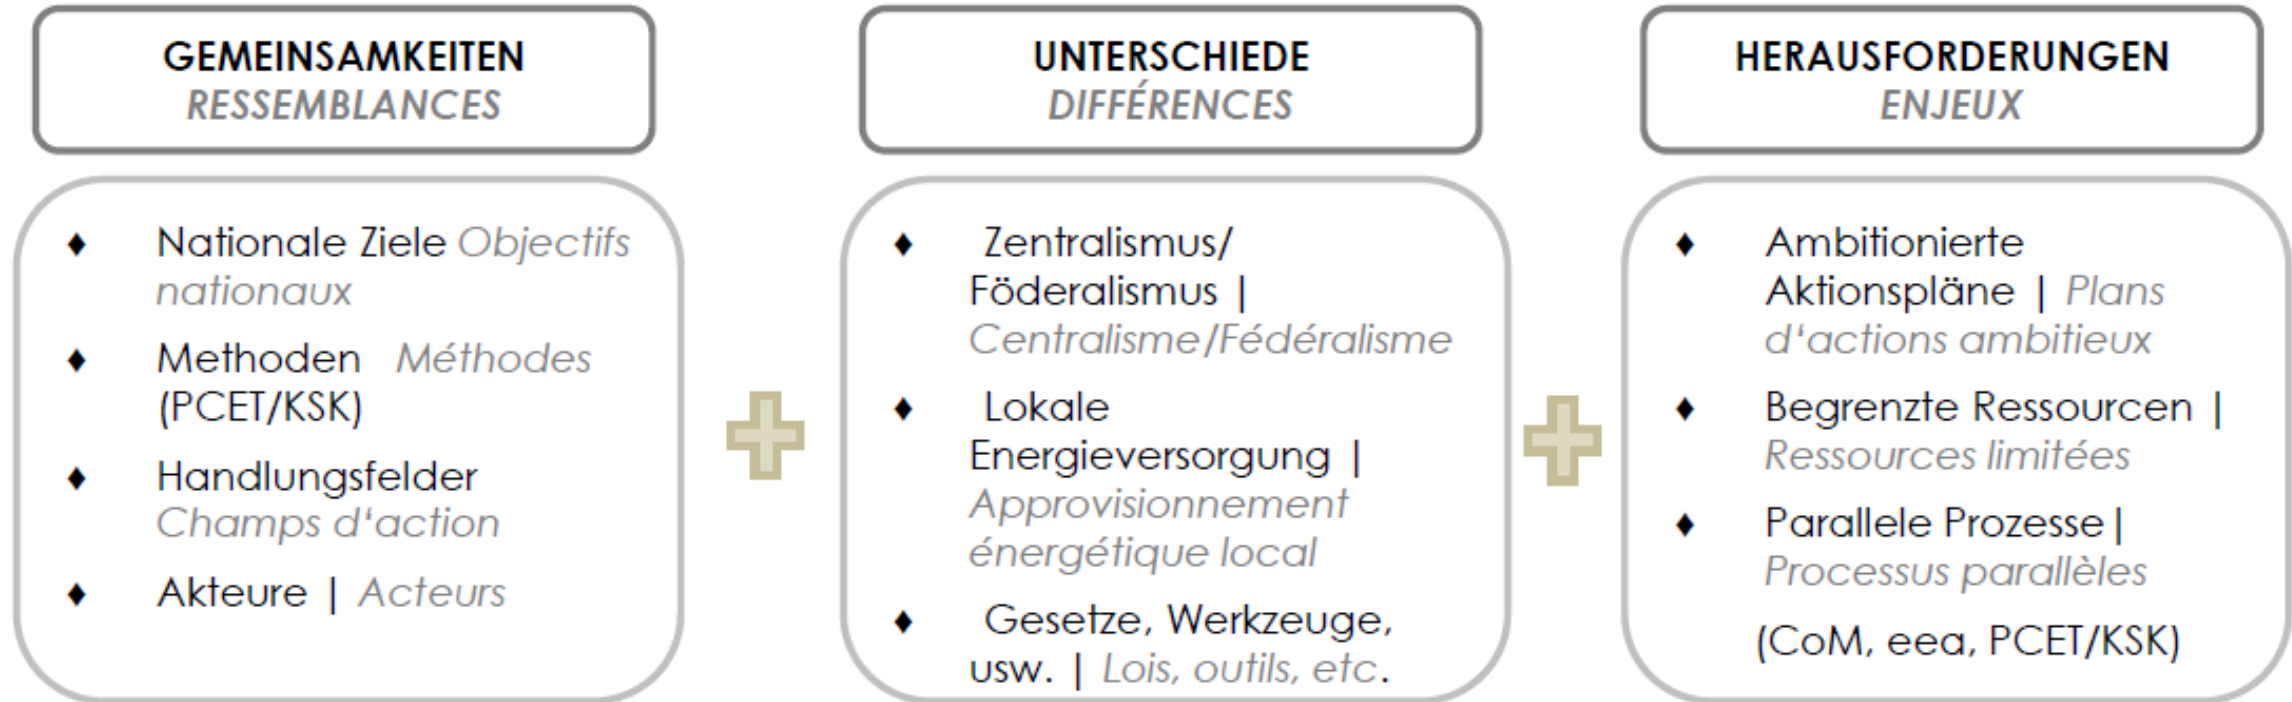 GEMEINSAMKEITEN
RESSEMBLANCES
♦ Nationale Ziele Objectifs
nationaux
♦ Methoden Méthodes
(PCET/KSK)
♦ Handlungsfelder
Champs d‘action
♦ Akteure | Acteurs
UNTERSCHIEDE
DIFFÉRENCES
♦ Zentralismus/
Föderalismus |
Centralisme/Fédéralisme
♦ Lokale
Energieversorgung |
Approvisionnement
énergétique local
♦ Gesetze, Werkzeuge,
usw. | Lois, outils, etc.
HERAUSFORDERUNGEN
ENJEUX
♦ Ambitionierte
Aktionspläne | Plans
d‘actions ambitieux
♦ Begrenzte Ressourcen |
Ressources limitées
♦ Parallele Prozesse|
Processus parallèles
(CoM, eea, PCET/KSK)